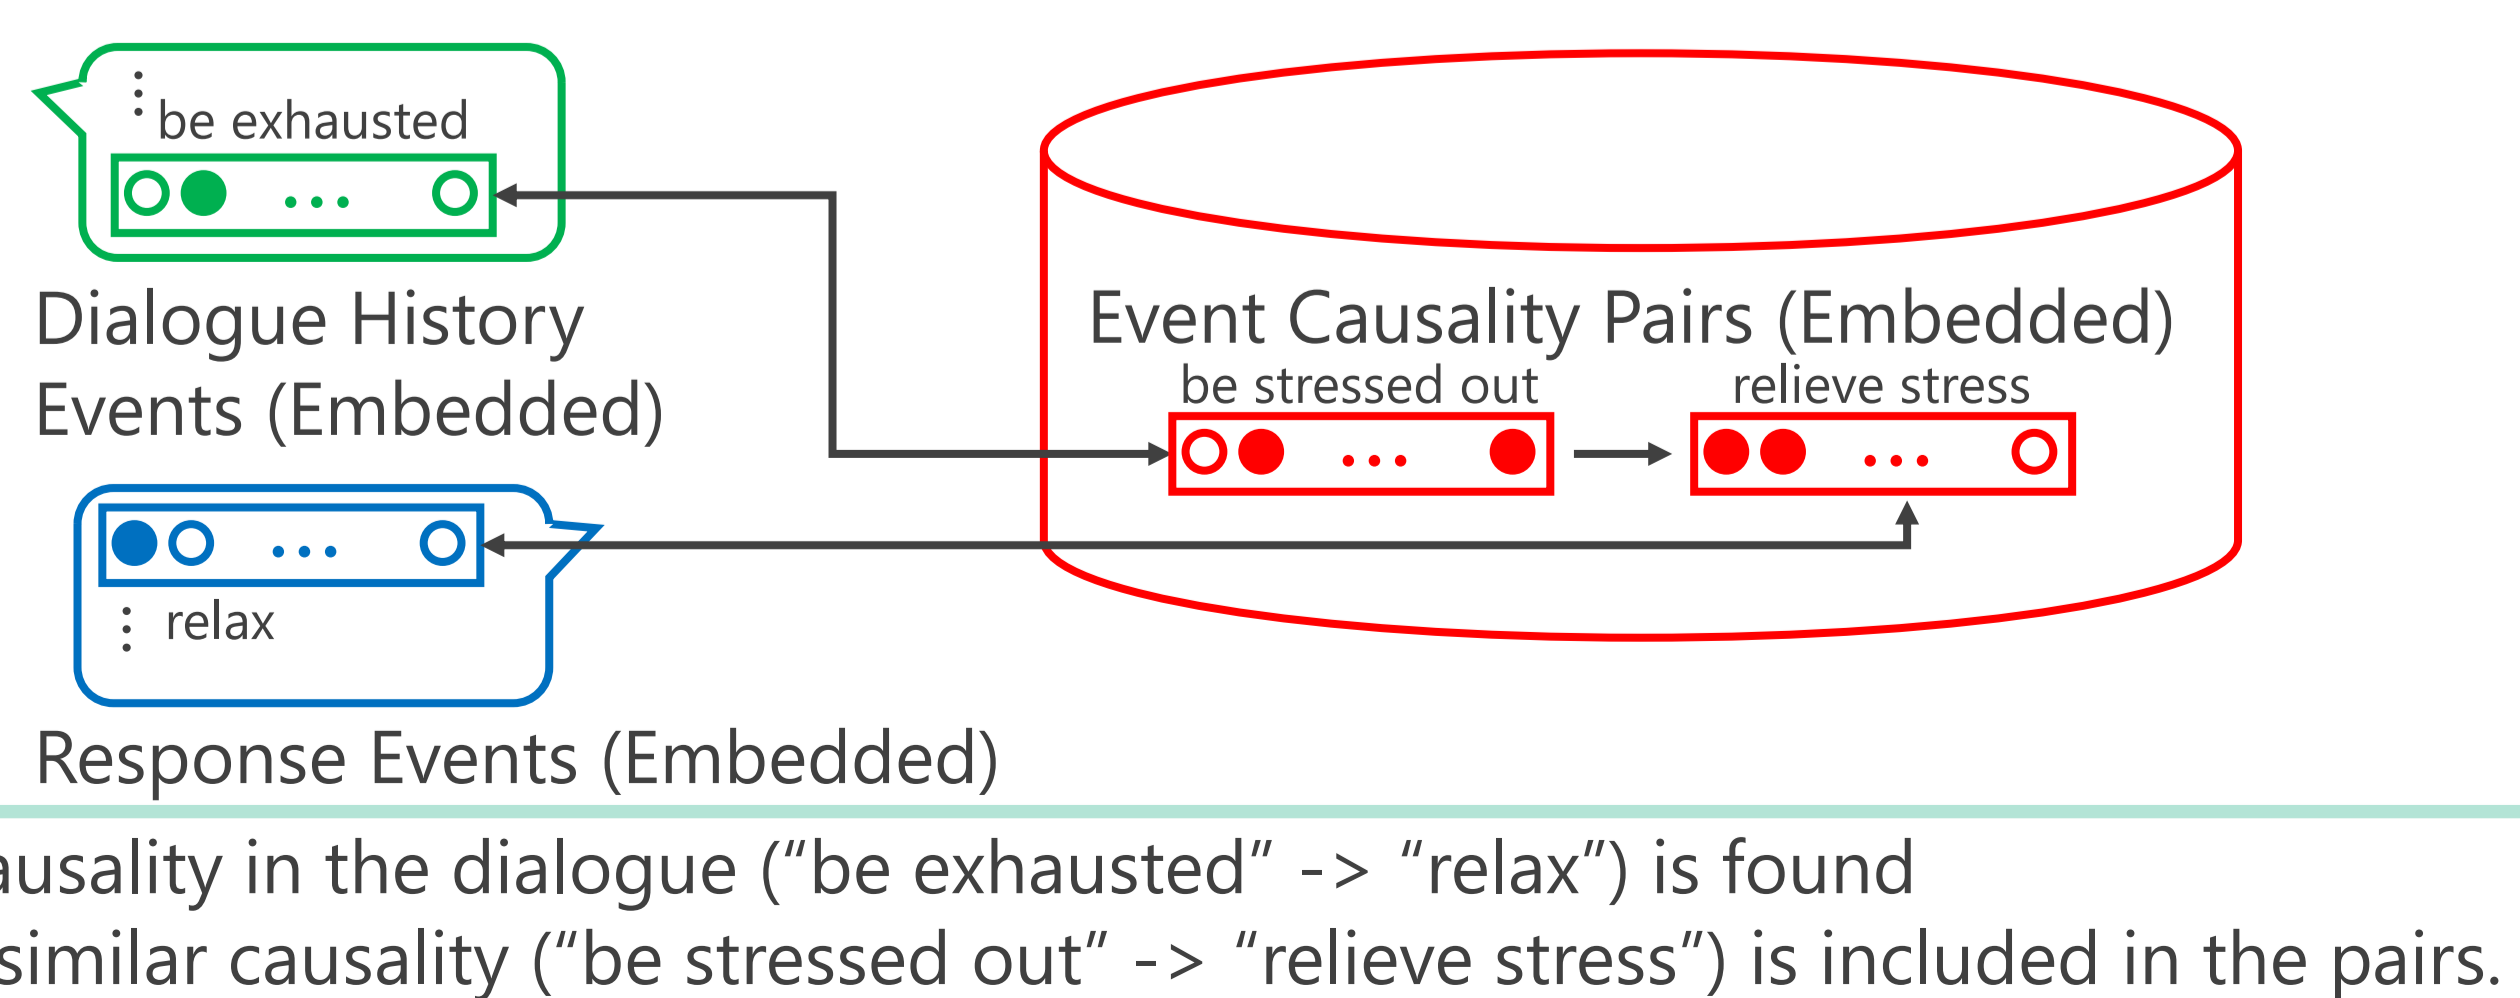 be exhausted
Dialogue History
Events (Embedded)
Event Causality Pairs (Embedded)
be stressed out
relieve stress
relax
Response Events (Embedded)
ausality in the dialogue (“be exhausted” -> “relax”) is found
similar causality (“be stressed out” -> “relieve stress”) is included in the pairs.